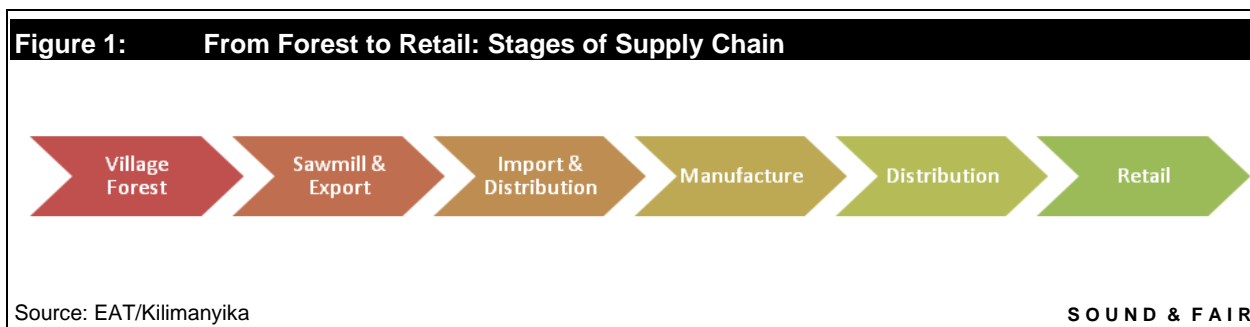 Figure 1: From Forest to Retail: Stages of Supply Chain
Village
Forest
Sawmill &
Export
Import &
Distribution
Manufacture
Distribution
Retail
Source: EAT/Kilimanyika
SOUND & FAIR